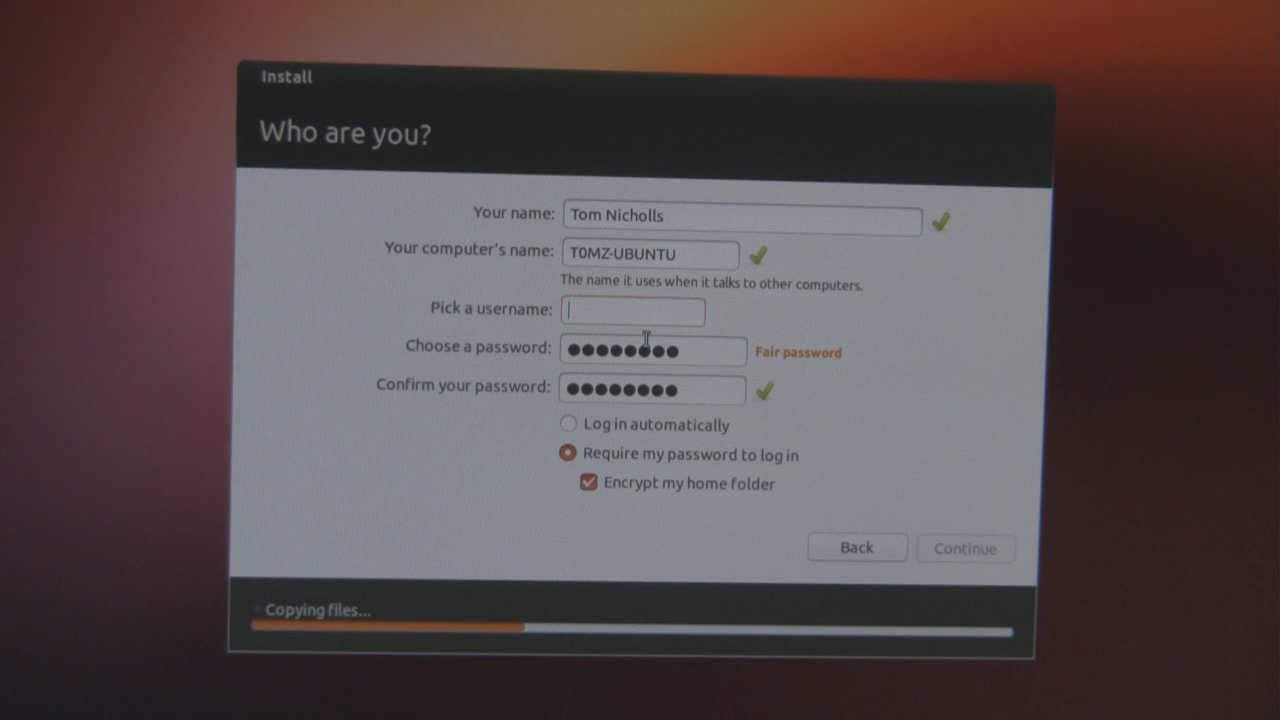 Install
Who are you?
Your name: Tom Nicholls
Your computer's name: T0MZ-UBUNTU
The name it uses when it talks to other computers.
Pick a username:
Choose a password: ●●●●●●●● Fair password
Confirm your password: ●●●●●●●●
Log in automatically
Require my password to log in
Encrypt my home folder
Back Continue
Copying files...